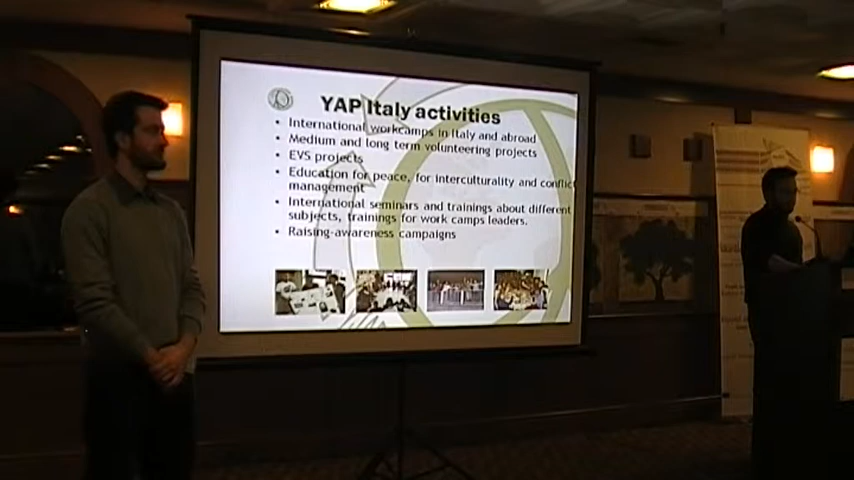 YAP Italy activities
• International workcamps in Italy and abroad
• Medium and long term volunteering projects
• EVS projects
• Education for peace, for interculturality and conflict
management
• International seminars and trainings about different
subjects, trainings for work camps leaders.
• Raising-awareness campaigns